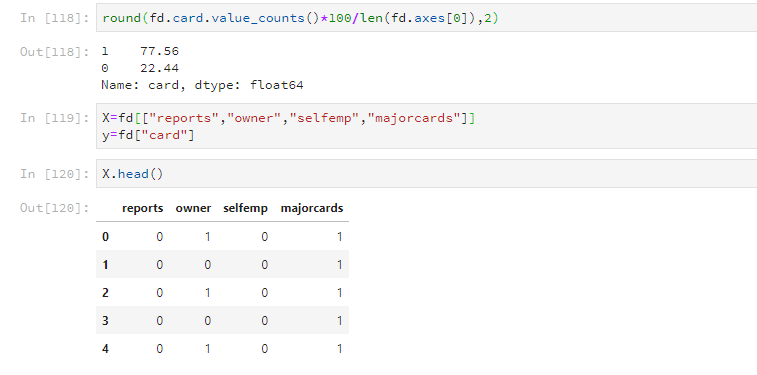 In [118]: round(fd.card.value_counts()*100/len(fd.axes[0]),2)
Out[118]: 1    77.56
0    22.44
Name: card, dtype: float64
In [119]: X=fd[["reports","owner","selfemp","majorcards"]]
y=fd["card"]
In [120]: X.head()
Out[120]:
reports owner selfemp majorcards
0 0 1 0 1
1 0 0 0 1
2 0 1 0 1
3 0 0 0 1
4 0 1 0 1